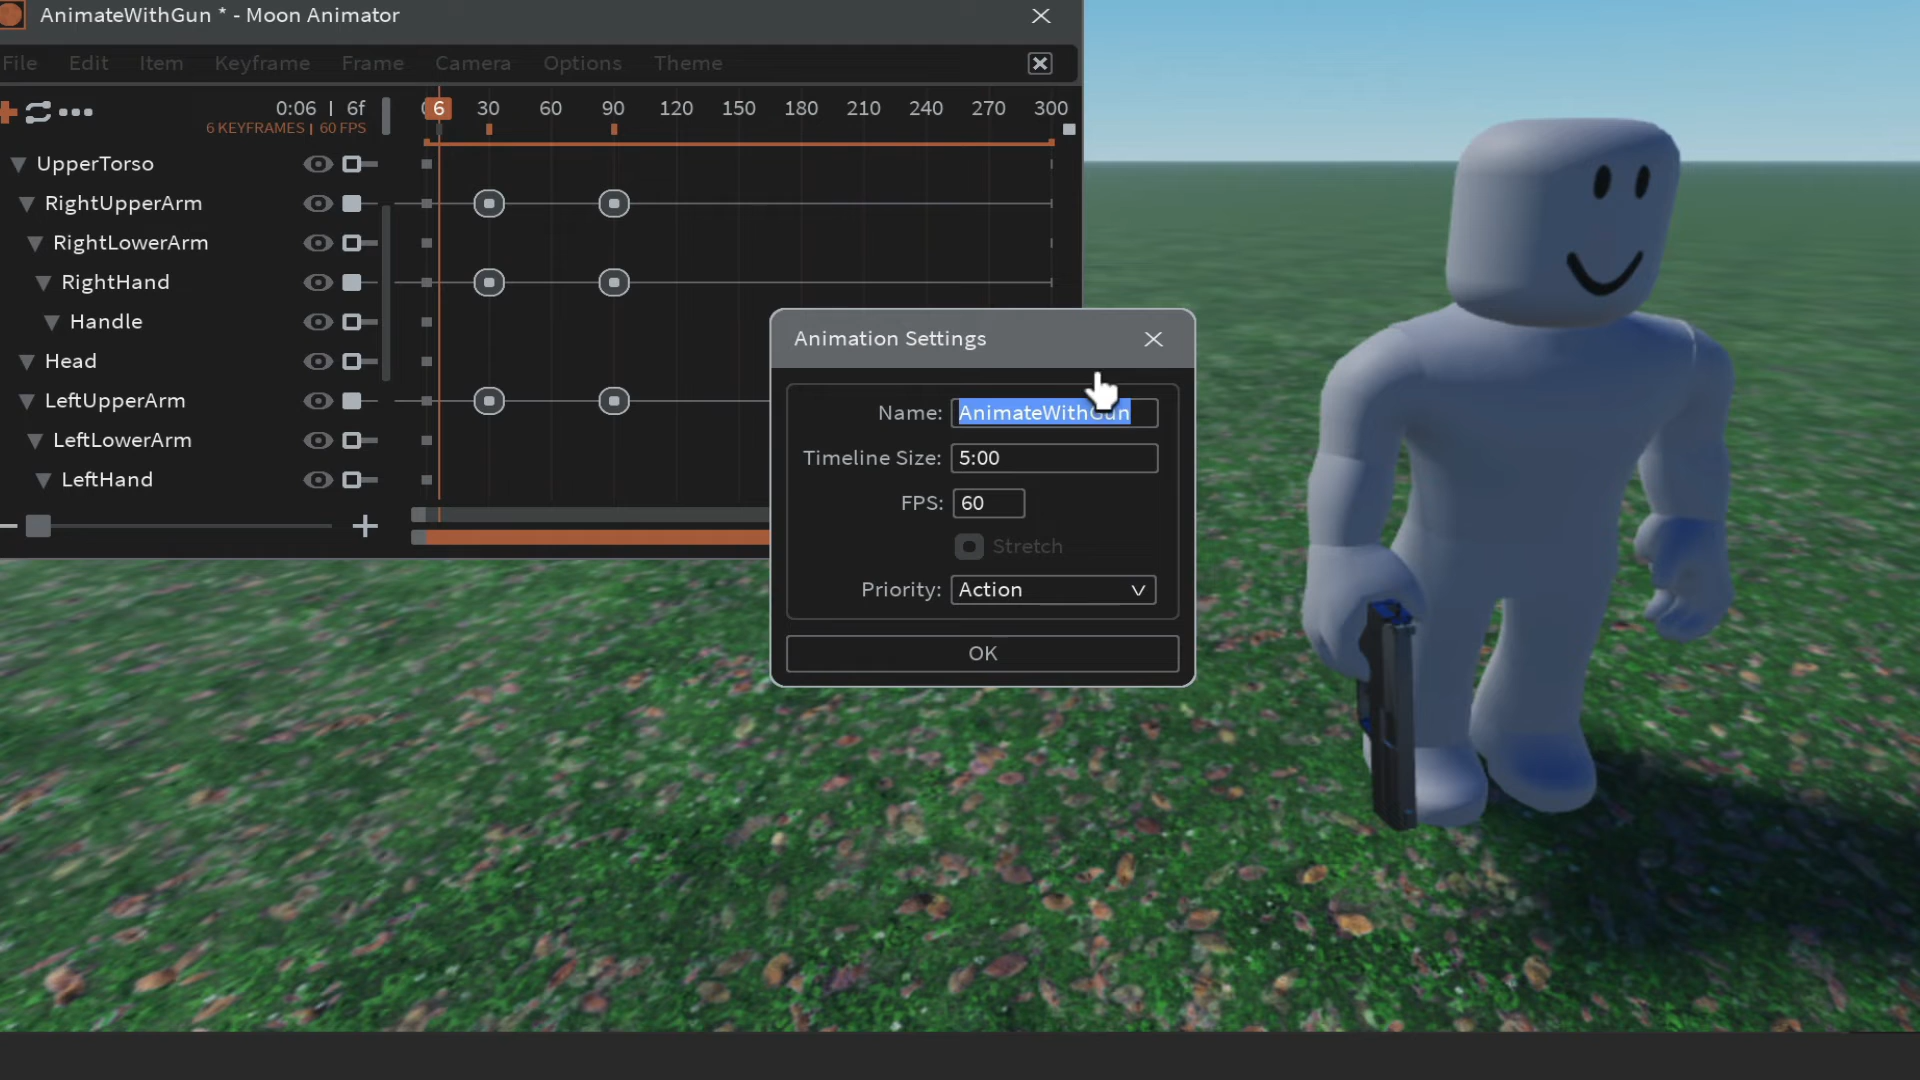 AnimateWithGun * - Moon Animator
File Edit Item Keyframe Frame Camera Options Theme
0:06 | 6f
6 KEYFRAMES | 60 FPS
6 30 60 90 120 150 180 210 240 270 300
UpperTorso
RightUpperArm
RightLowerArm
RightHand
Handle
Head
LeftUpperArm
LeftLowerArm
LeftHand
Animation Settings
Name: AnimateWithGun
Timeline Size: 5:00
FPS: 60
Stretch
Priority: Action
OK